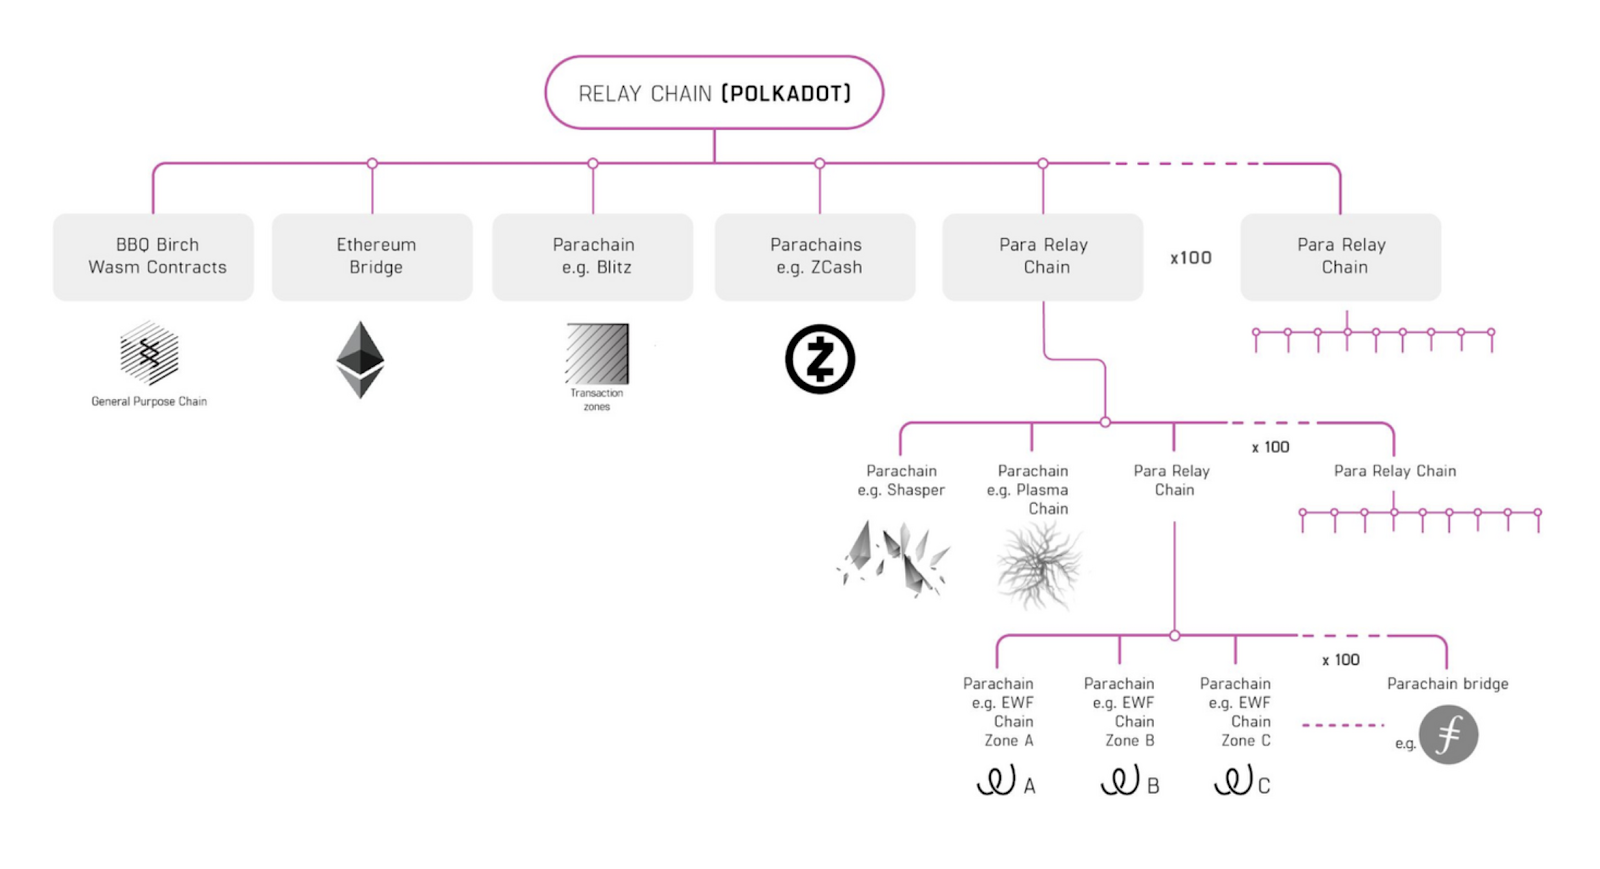 RELAY CHAIN (POLKADOT)
BBQ Birch
Wasm Contracts
Ethereum
Bridge
Parachain
e.g. Blitz
Parachains
e.g. ZCash
Para Relay
Chain
x100
Para Relay
Chain
General Purpose Chain
Transaction
zones
x 100
Parachain
e.g. Shasper
Parachain
e.g. Plasma
Chain
Para Relay
Chain
Para Relay Chain
x 100
Parachain
e.g. EWF
Chain
Zone A
A
Parachain
e.g. EWF
Chain
Zone B
B
Parachain
e.g. EWF
Chain
Zone C
C
Parachain bridge
e.g.